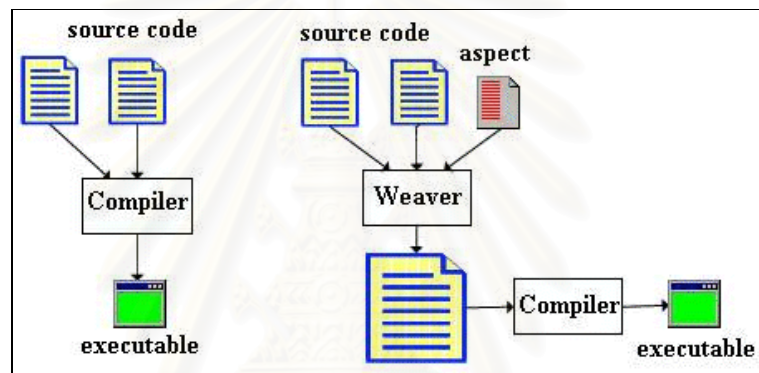 source code
Compiler
executable
source code
aspect
Weaver
Compiler
executable